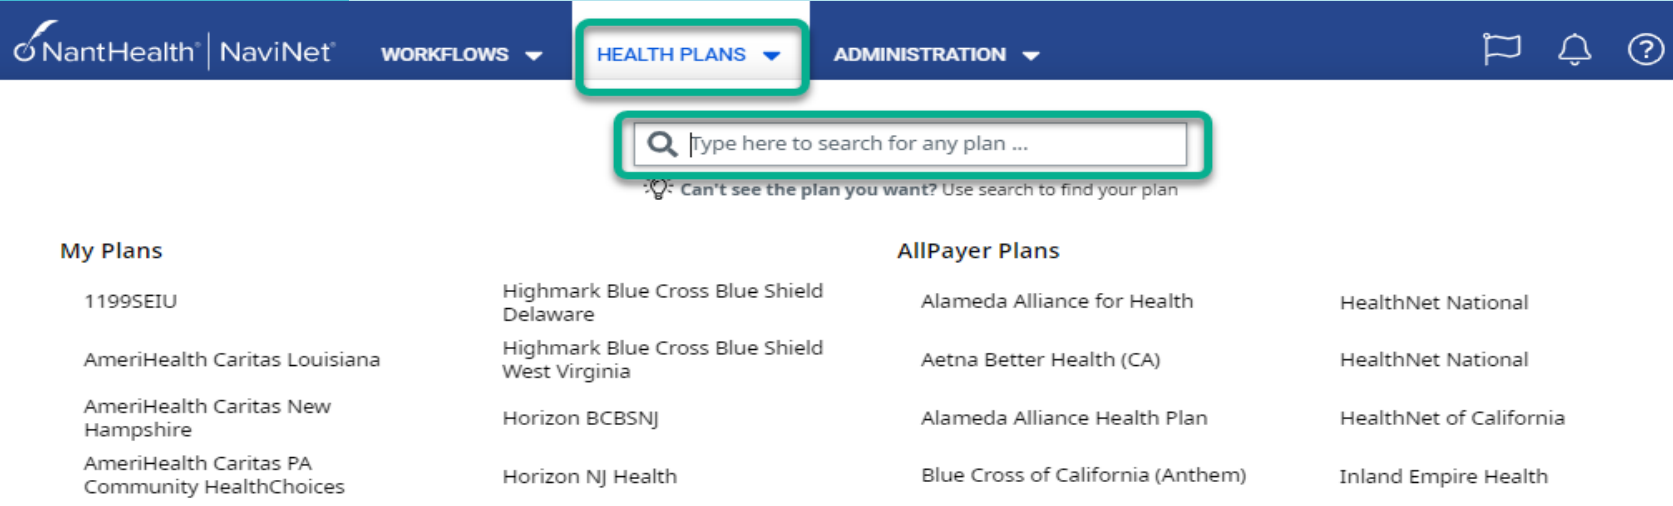 NantHealth® | NaviNet®
WORKFLOWS
HEALTH PLANS
ADMINISTRATION
Type here to search for any plan ...
Can't see the plan you want? Use search to find your plan
My Plans
1199SEIU
AmeriHealth Caritas Louisiana
AmeriHealth Caritas New
Hampshire
AmeriHealth Caritas PA
Community HealthChoices
Highmark Blue Cross Blue Shield
Delaware
Highmark Blue Cross Blue Shield
West Virginia
Horizon BCBSNJ
Horizon NJ Health
AllPayer Plans
Alameda Alliance for Health
Aetna Better Health (CA)
Alameda Alliance Health Plan
Blue Cross of California (Anthem)
HealthNet National
HealthNet National
HealthNet of California
Inland Empire Health